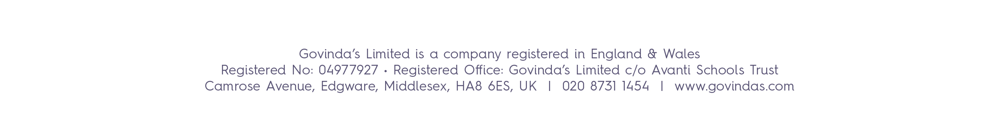 Govinda’s Limited is a company registered in England & Wales
Registered No: 04977927 • Registered Office: Govinda’s Limited c/o Avanti Schools Trust
Camrose Avenue, Edgware, Middlesex, HA8 6ES, UK | 020 8731 1454 | www.govindas.com